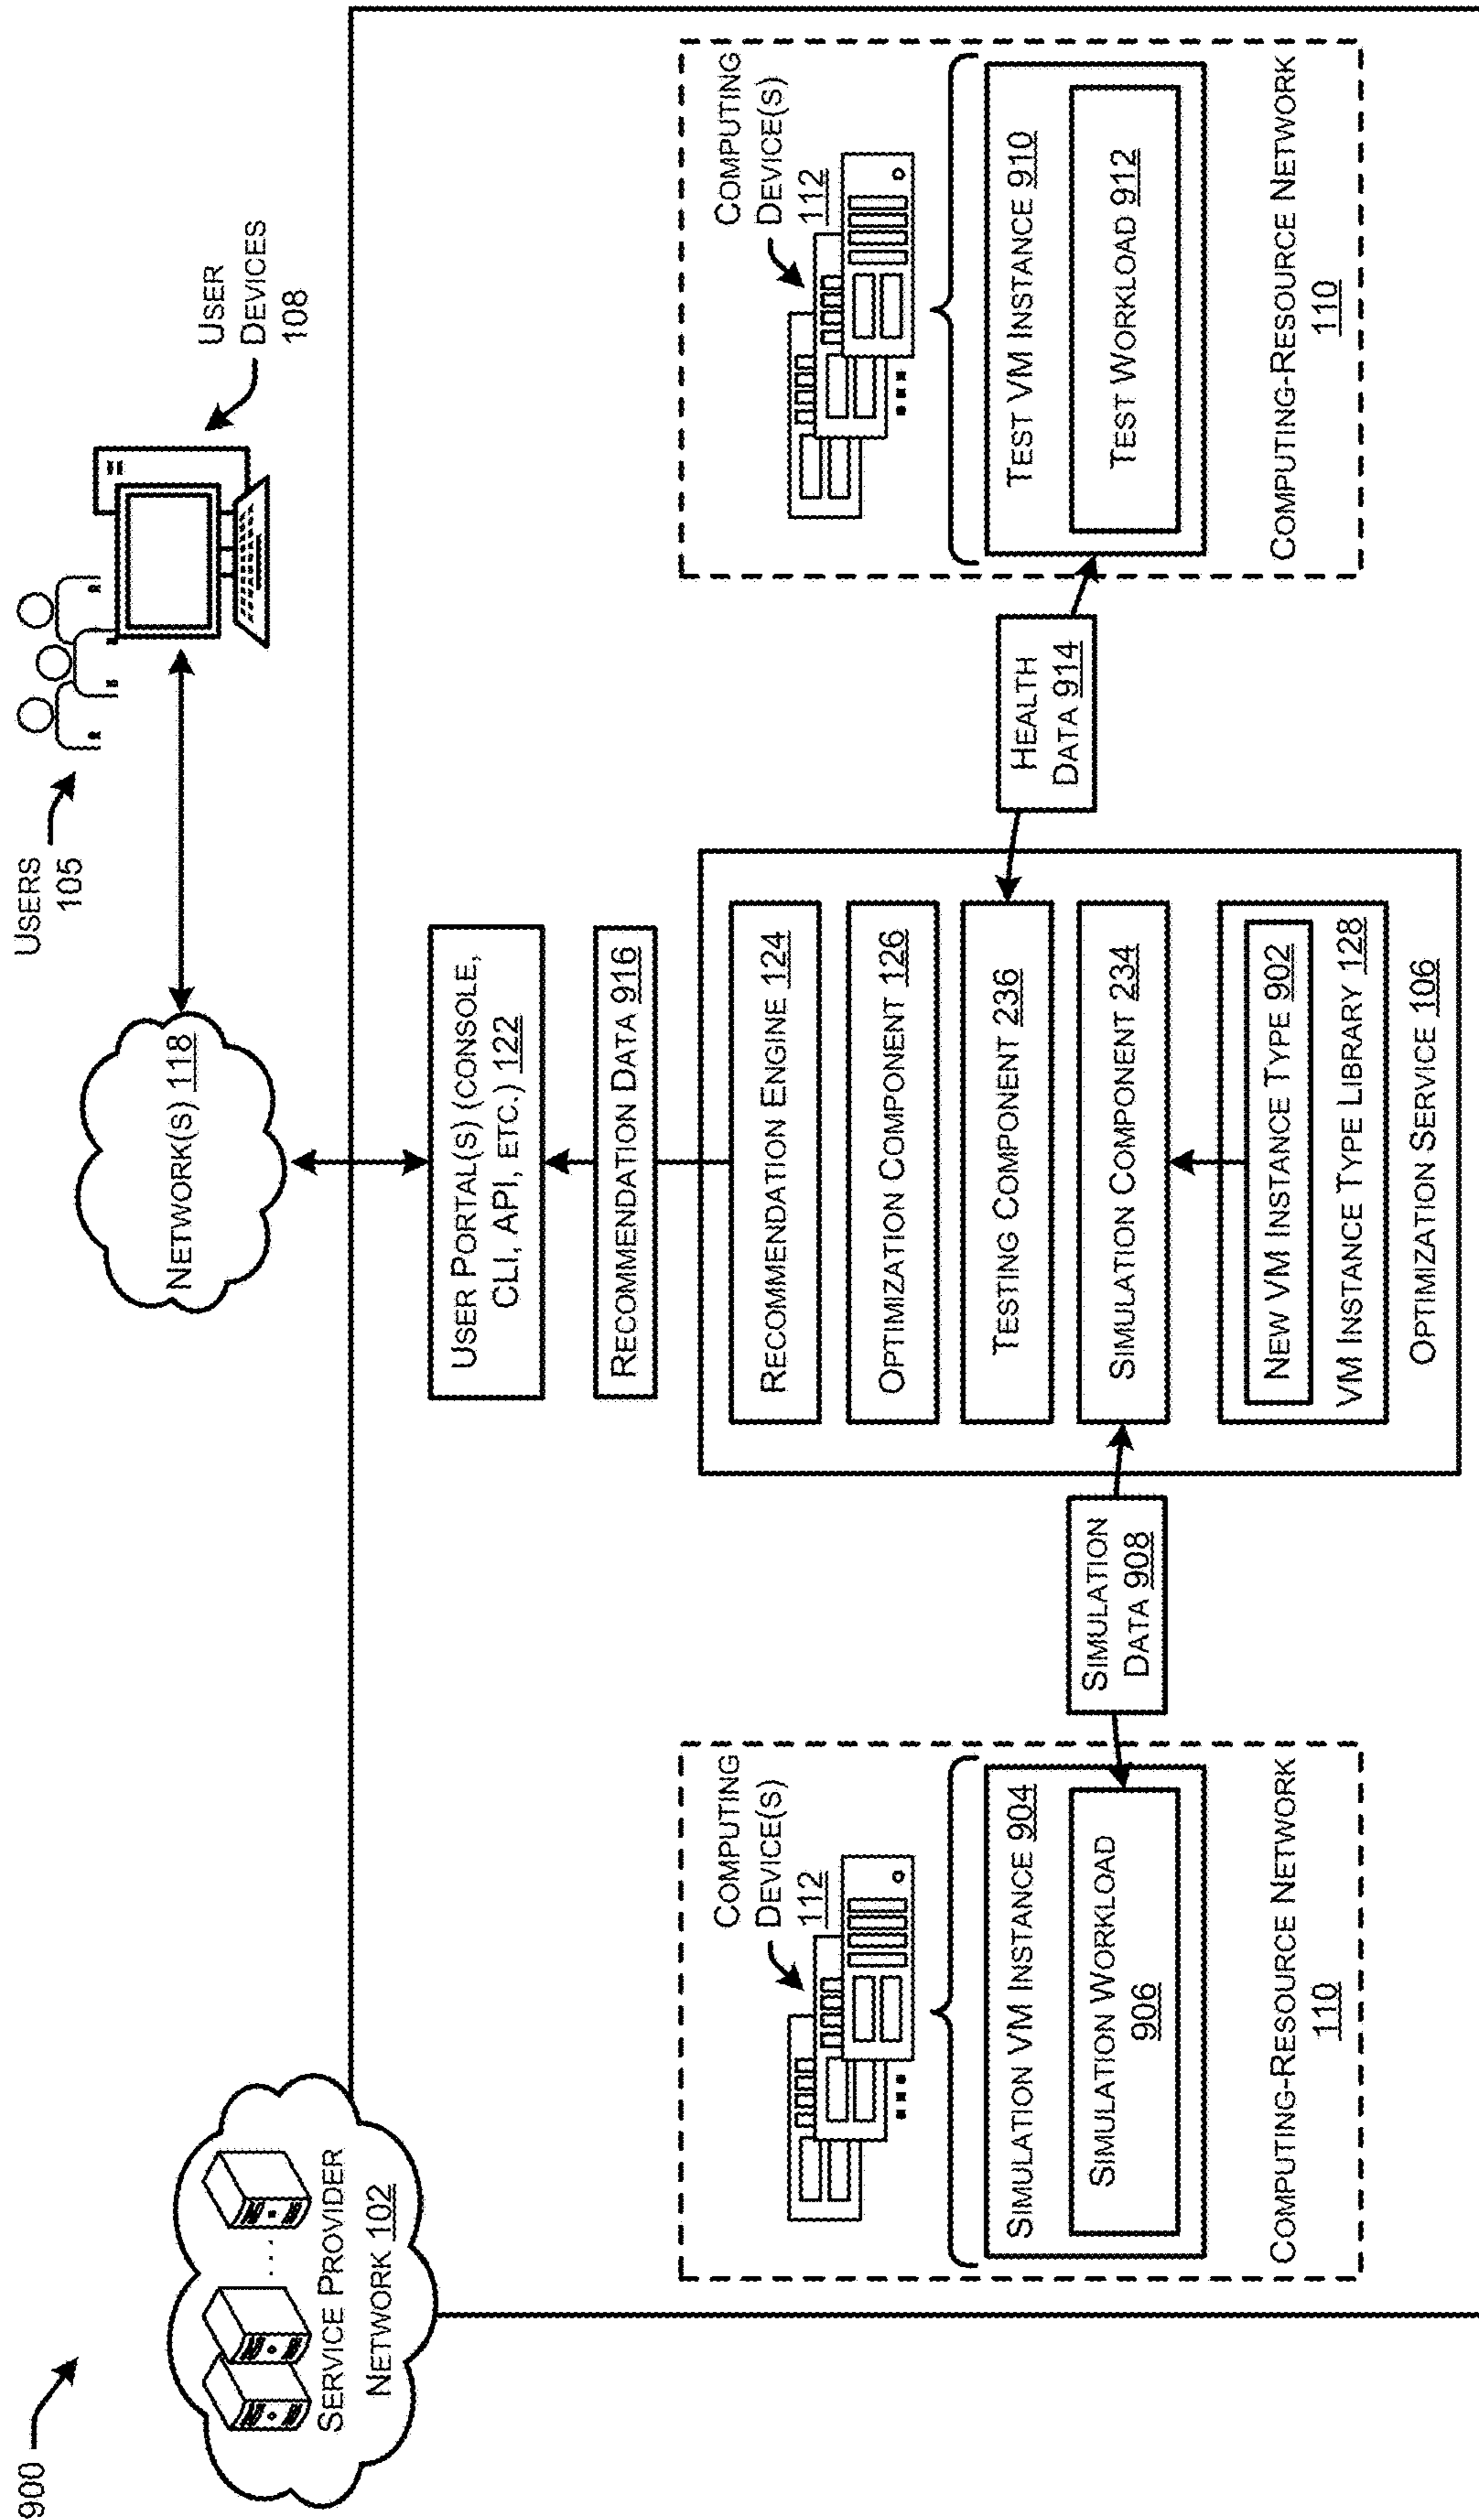 900
SERVICE PROVIDER
NETWORK 102
NETWORK(S) 118
USERS
105
USER
DEVICES
108
USER PORTAL(S) (CONSOLE,
CLI, API, ETC.) 122
RECOMMENDATION DATA 916
COMPUTING
DEVICE(S)
112
SIMULATION VM INSTANCE 904
SIMULATION WORKLOAD
906
COMPUTING-RESOURCE NETWORK
110
SIMULATION
DATA 908
RECOMMENDATION ENGINE 124
OPTIMIZATION COMPONENT 126
TESTING COMPONENT 236
SIMULATION COMPONENT 234
NEW VM INSTANCE TYPE 902
VM INSTANCE TYPE LIBRARY 128
OPTIMIZATION SERVICE 106
HEALTH
DATA 914
COMPUTING
DEVICE(S)
112
TEST VM INSTANCE 910
TEST WORKLOAD 912
COMPUTING-RESOURCE NETWORK
110